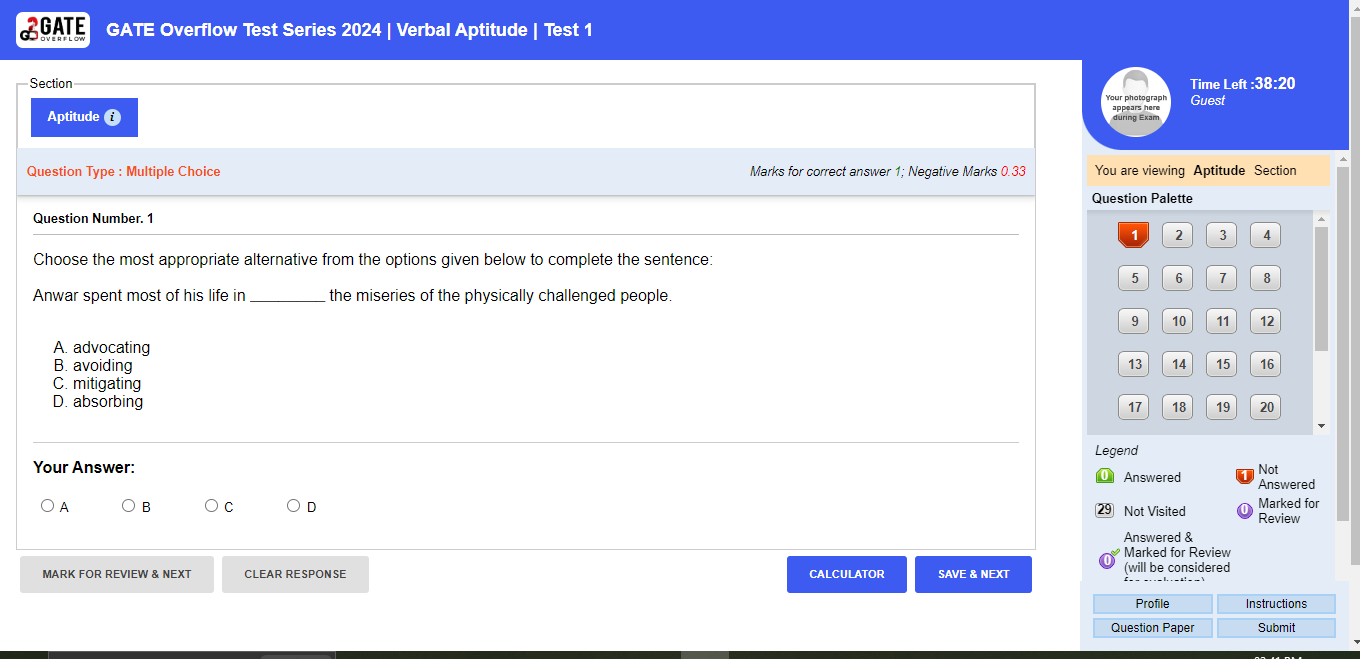 GATE OVERFLOW
GATE Overflow Test Series 2024 | Verbal Aptitude | Test 1
Your photograph appears here during Exam
Time Left :38:20
Guest
Section
Aptitude i
Question Type : Multiple Choice
Marks for correct answer 1; Negative Marks 0.33
Question Number. 1
Choose the most appropriate alternative from the options given below to complete the sentence:
Anwar spent most of his life in _________ the miseries of the physically challenged people.
A. advocating
B. avoiding
C. mitigating
D. absorbing
Your Answer:
A B C D
MARK FOR REVIEW & NEXT
CLEAR RESPONSE
CALCULATOR
SAVE & NEXT
You are viewing Aptitude Section
Question Palette
1 2 3 4
5 6 7 8
9 10 11 12
13 14 15 16
17 18 19 20
Legend
0 Answered
1 Not
Answered
29 Not Visited
0 Marked for
Review
0 Answered &
Marked for Review
(will be considered
for evaluation)
Profile
Instructions
Question Paper
Submit